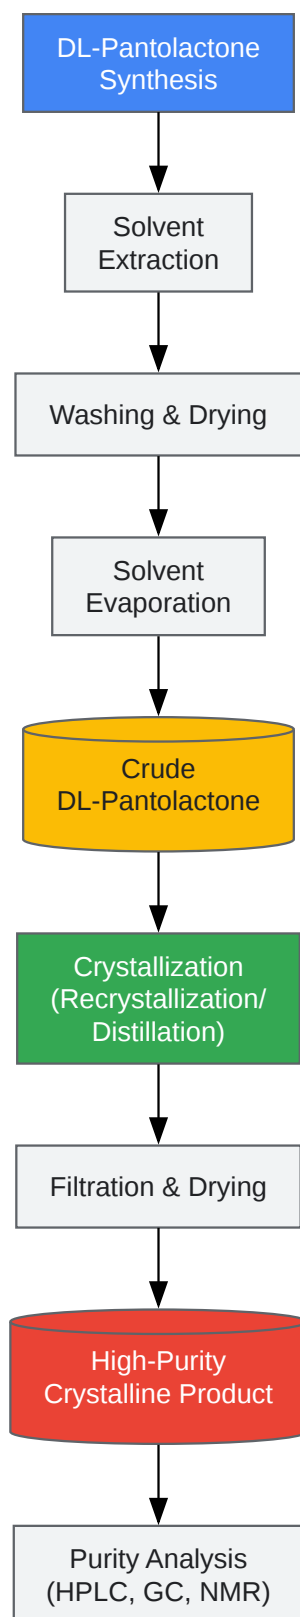 DL-Pantolactone
Synthesis
Solvent
Extraction
Washing & Drying
Solvent
Evaporation
Crude
DL-Pantolactone
Crystallization
(Recrystallization/
Distillation)
Filtration & Drying
High-Purity
Crystalline Product
Purity Analysis
(HPLC, GC, NMR)